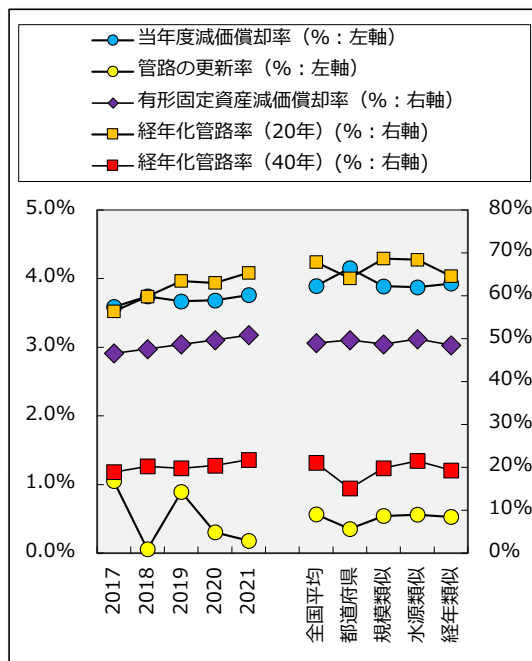 当年度減価償却率（%：左軸）
管路の更新率（%：左軸）
有形固定資産減価償却率（%：右軸）
経年化管路率（20年）(%：右軸)
経年化管路率（40年）(%：右軸)
5.0%
4.0%
3.0%
2.0%
1.0%
0.0%
80%
70%
60%
50%
40%
30%
20%
10%
0%
2017
2018
2019
2020
2021
全国平均
都道府県
規模類似
水源類似
経年類似